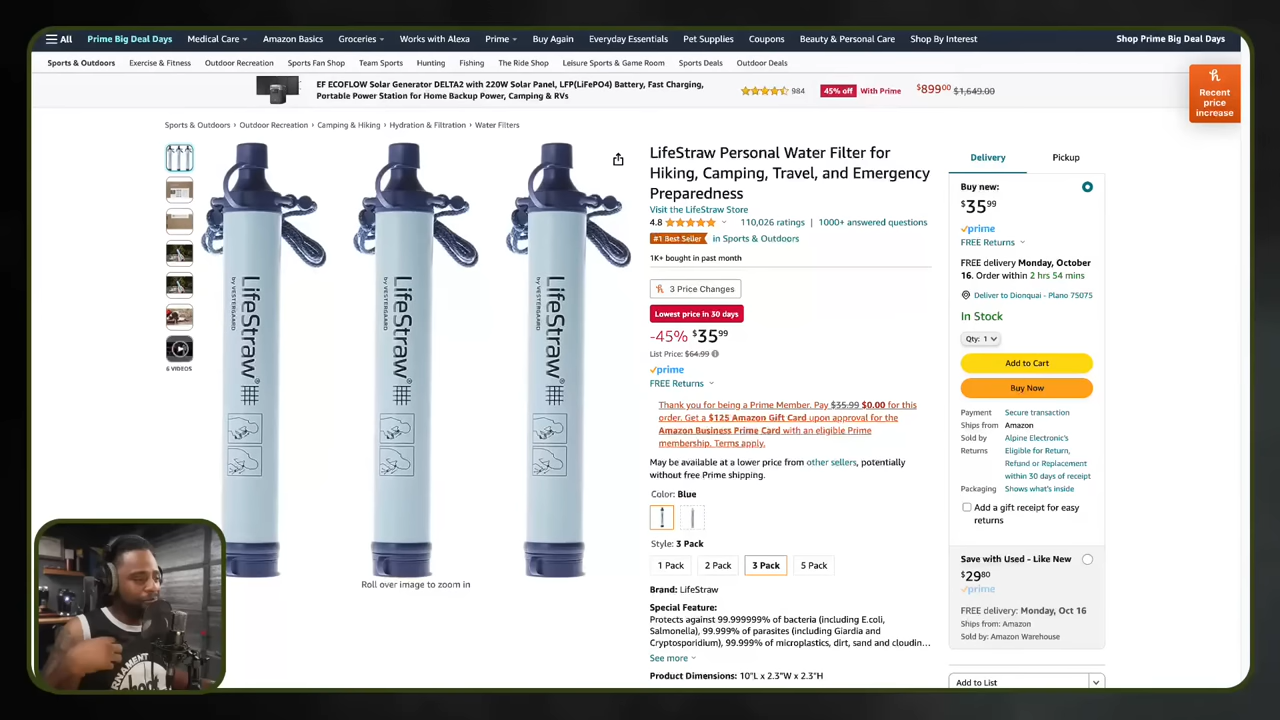 All
Prime Big Deal Days
Medical Care
Amazon Basics
Groceries
Works with Alexa
Prime
Buy Again
Everyday Essentials
Pet Supplies
Coupons
Beauty & Personal Care
Shop By Interest
Shop Prime Big Deal Days
Sports & Outdoors
Exercise & Fitness
Outdoor Recreation
Sports Fan Shop
Team Sports
Hunting
Fishing
The Ride Shop
Leisure Sports & Game Room
Sports Deals
Outdoor Deals
EF ECOFLOW Solar Generator DELTA2 with 220W Solar Panel, LFP(LiFePO4) Battery, Fast Charging,
Portable Power Station for Home Backup Power, Camping & RVs
984
45% off With Prime
$89900 $1,649.00
Recent
price
increase
Sports & Outdoors › Outdoor Recreation › Camping & Hiking › Hydration & Filtration › Water Filters
LifeStraw®
by VESTERGAARD
LifeStraw®
by VESTERGAARD
LifeStraw®
by VESTERGAARD
6 VIDEOS
Roll over image to zoom in
LifeStraw Personal Water Filter for
Hiking, Camping, Travel, and Emergency
Preparedness
Visit the LifeStraw Store
4.8
110,026 ratings | 1000+ answered questions
#1 Best Seller in Sports & Outdoors
1K+ bought in past month
3 Price Changes
Lowest price in 30 days
-45% $3599
List Price: $64.99
prime
FREE Returns
Thank you for being a Prime Member. Pay $35.99 $0.00 for this
order. Get a $125 Amazon Gift Card upon approval for the
Amazon Business Prime Card with an eligible Prime
membership. Terms apply.
May be available at a lower price from other sellers, potentially
without free Prime shipping.
Color: Blue
Style: 3 Pack
1 Pack
2 Pack
3 Pack
5 Pack
Brand: LifeStraw
Special Feature:
Protects against 99.999999% of bacteria (including E.coli,
Salmonella), 99.999% of parasites (including Giardia and
Cryptosporidium), 99.999% of microplastics, dirt, sand and cloudin...
See more
Product Dimensions: 10"L x 2.3"W x 2.3"H
Delivery
Pickup
Buy new:
$3599
prime
FREE Returns
FREE delivery Monday, October
16. Order within 2 hrs 54 mins
Deliver to Dionquai - Plano 75075
In Stock
Qty: 1
Add to Cart
Buy Now
Payment Secure transaction
Ships from Amazon
Sold by Alpine Electronic's
Returns Eligible for Return,
Refund or Replacement
within 30 days of receipt
Packaging Shows what's inside
Add a gift receipt for easy
returns
Save with Used - Like New
$2980
prime
FREE delivery: Monday, Oct 16
Ships from: Amazon
Sold by: Amazon Warehouse
Add to List